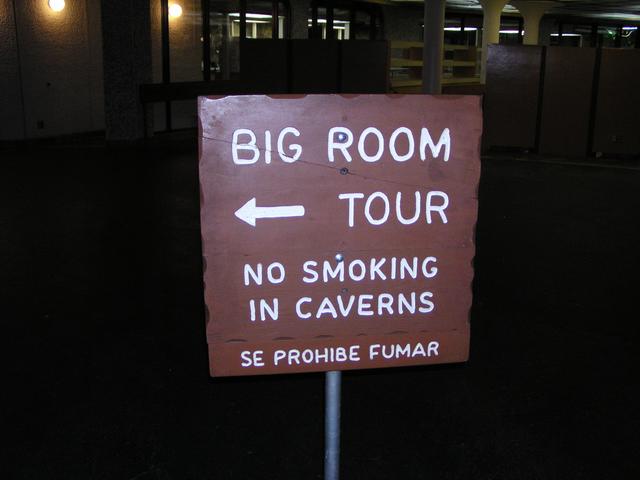 BIG ROOM
← TOUR
NO SMOKING
IN CAVERNS
SE PROHIBE FUMAR